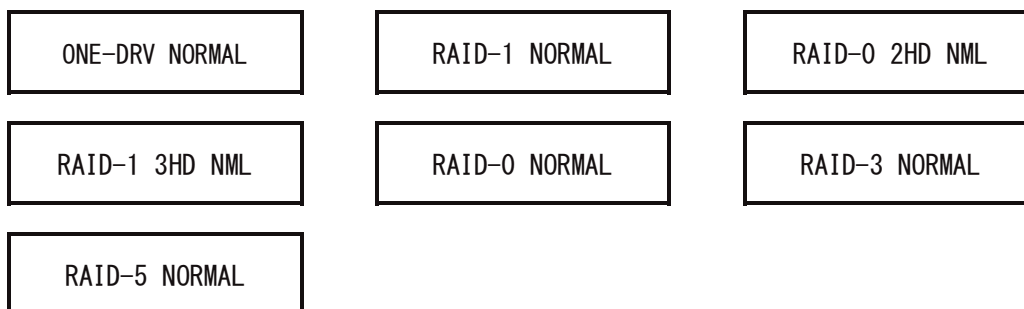 ONE-DRV NORMAL
RAID-1 NORMAL
RAID-0 2HD NML
RAID-1 3HD NML
RAID-0 NORMAL
RAID-3 NORMAL
RAID-5 NORMAL